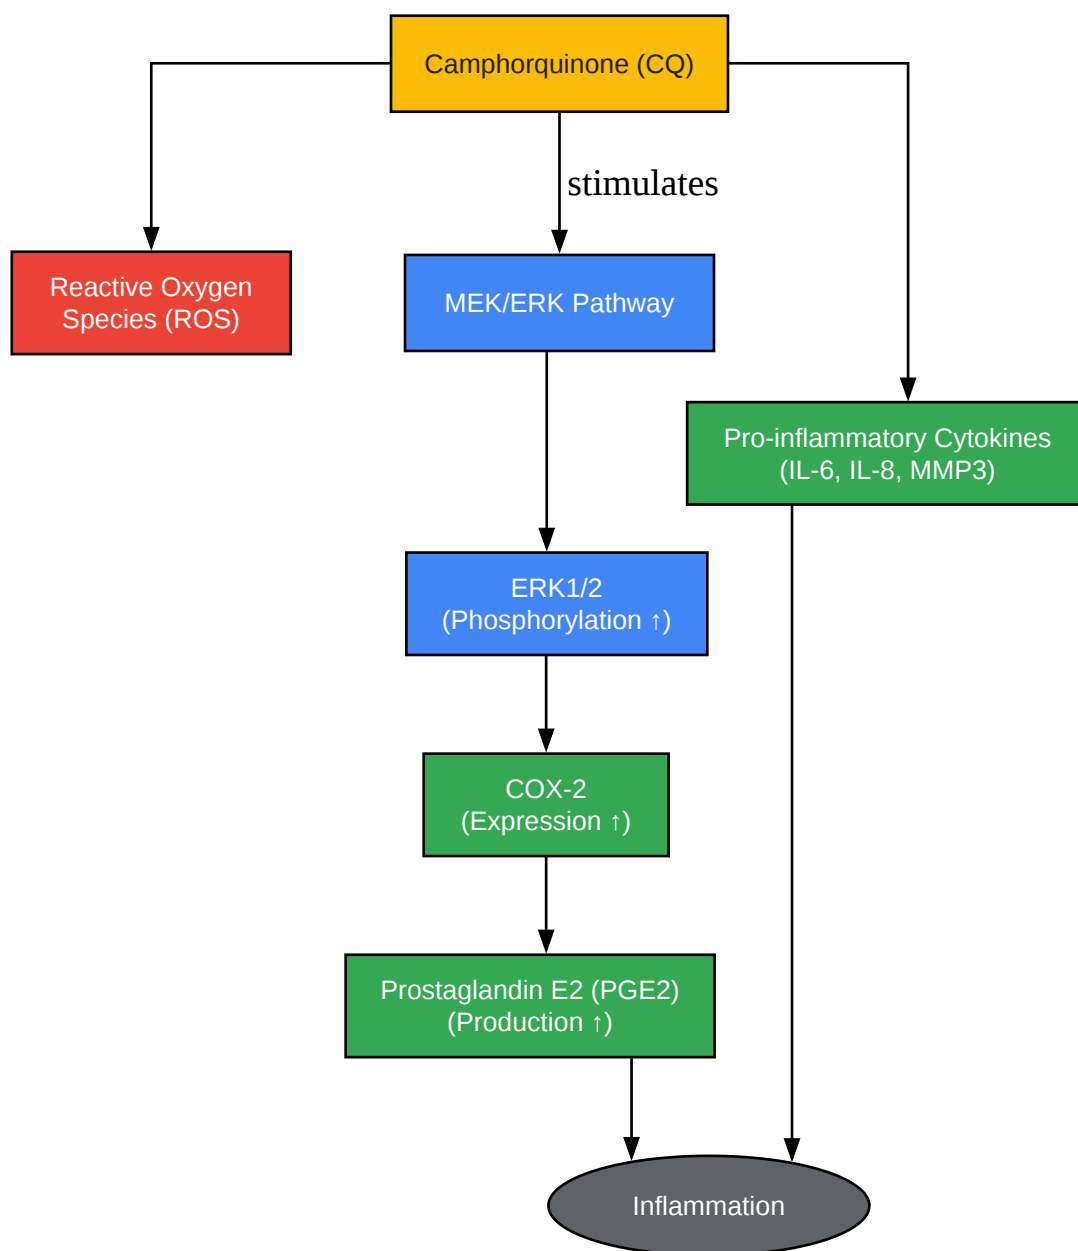 Camphorquinone (CQ)
stimulates
Reactive Oxygen
Species (ROS)
MEK/ERK Pathway
Pro-inflammatory Cytokines
(IL-6, IL-8, MMP3)
ERK1/2
(Phosphorylation ↑)
COX-2
(Expression ↑)
Prostaglandin E2 (PGE2)
(Production ↑)
Inflammation